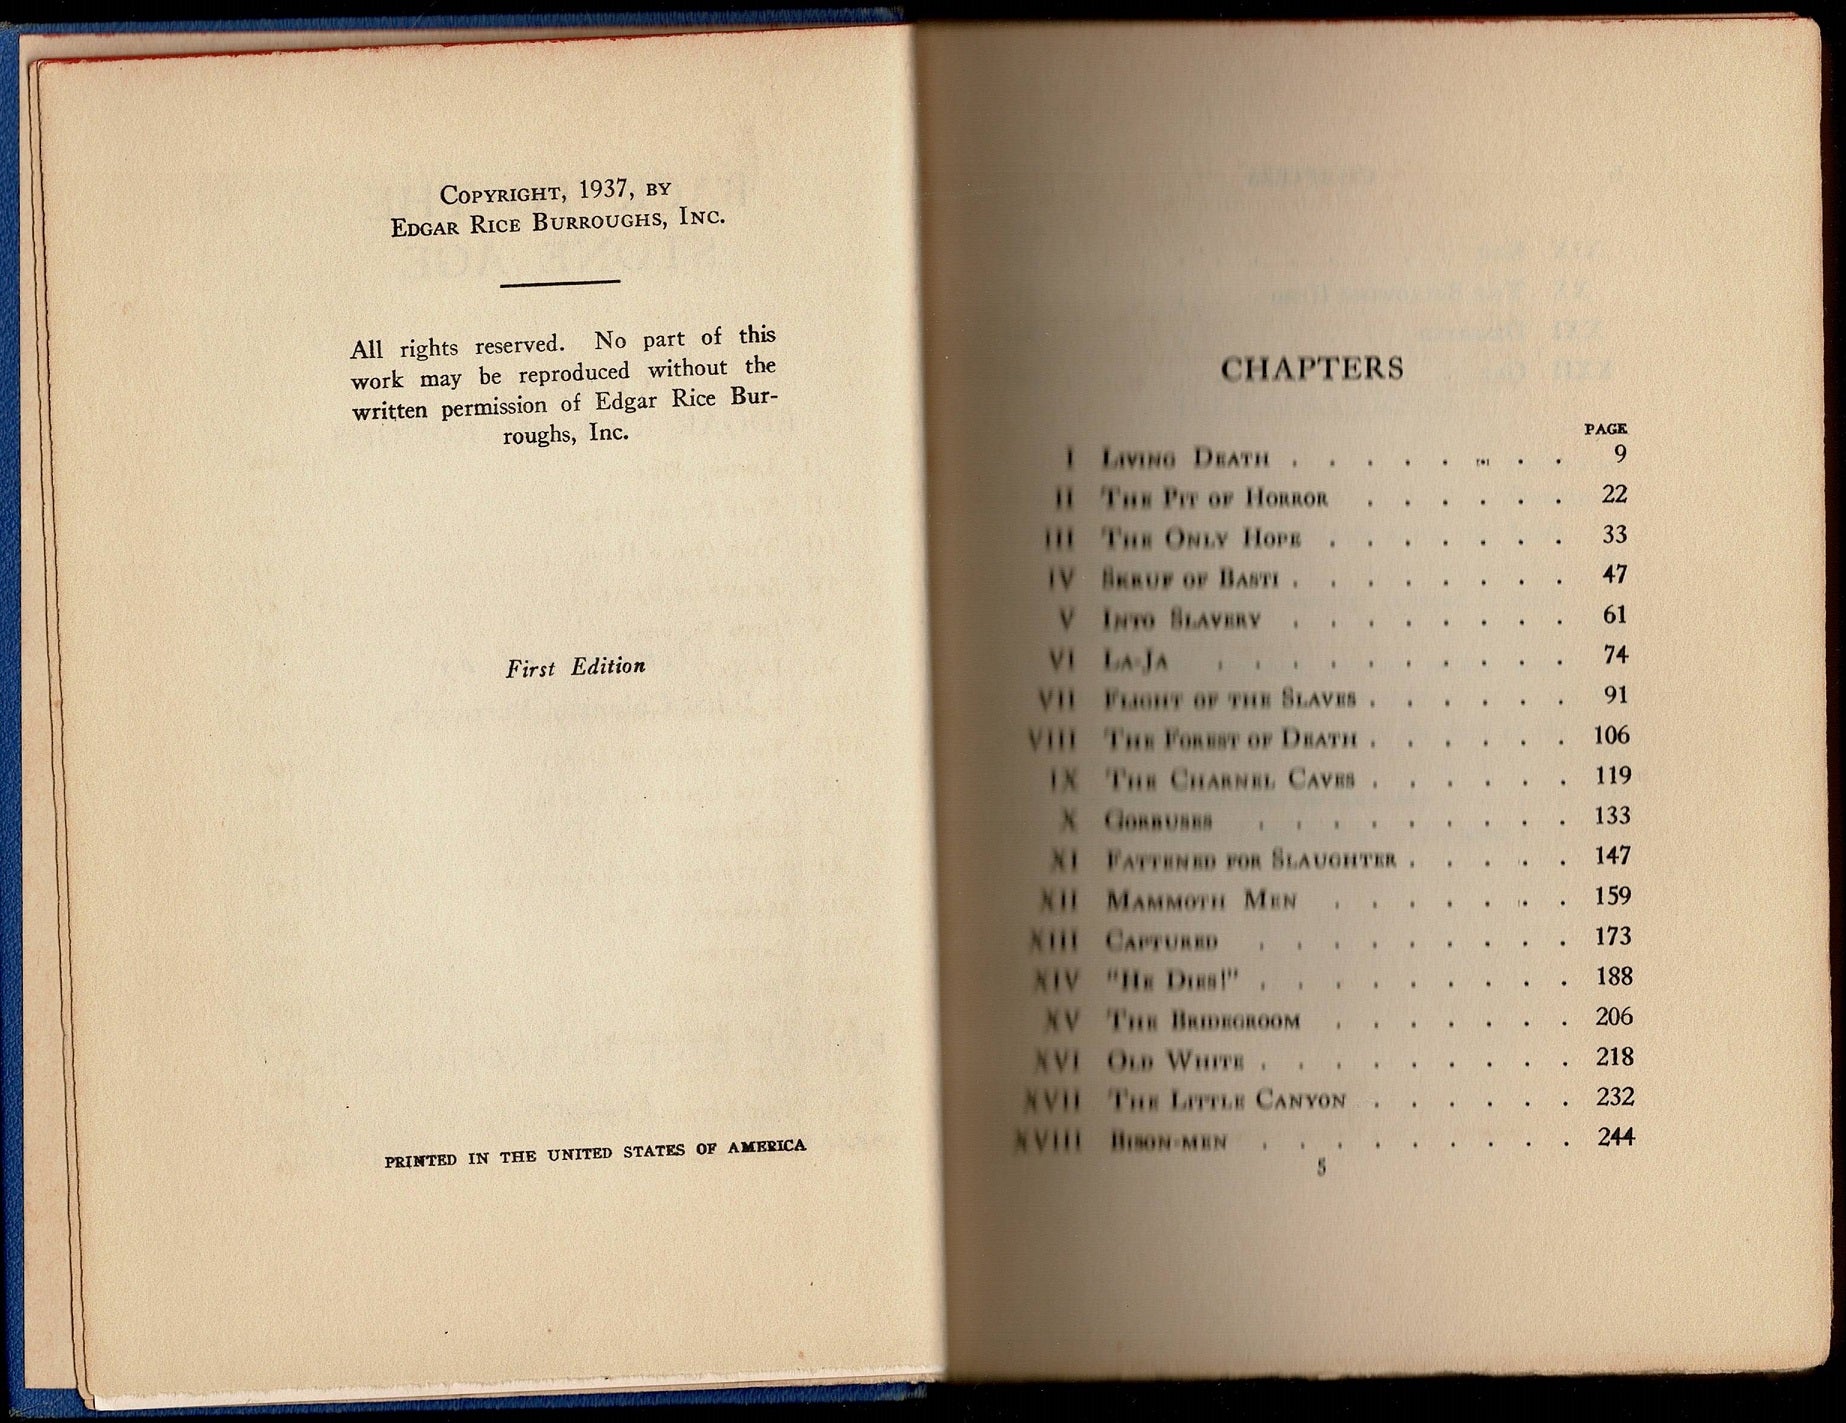 Copyright, 1937, by
Edgar Rice Burroughs, Inc.
All rights reserved. No part of this
work may be reproduced without the
written permission of Edgar Rice Bur-
roughs, Inc.
First Edition
PRINTED IN THE UNITED STATES OF AMERICA
CHAPTERS
PAGE
I Living Death . . . . . . . . 9
II The Pit of Horror . . . . . . 22
III The Only Hope . . . . . . . 33
IV Skruf of Basti . . . . . . . . 47
V Into Slavery . . . . . . . . 61
VI La-Ja . . . . . . . . . . 74
VII Flight of the Slaves . . . . . . 91
VIII The Forest of Death . . . . . . 106
IX The Charnel Caves . . . . . . 119
X Gorbuses . . . . . . . . . 133
XI Fattened for Slaughter . . . . . 147
XII Mammoth Men . . . . . . . 159
XIII Captured . . . . . . . . . 173
XIV "He Dies!" . . . . . . . . . 188
XV The Bridegroom . . . . . . . 206
XVI Old White . . . . . . . . . 218
XVII The Little Canyon . . . . . . 232
XVIII Bison-men . . . . . . . . . 244
5